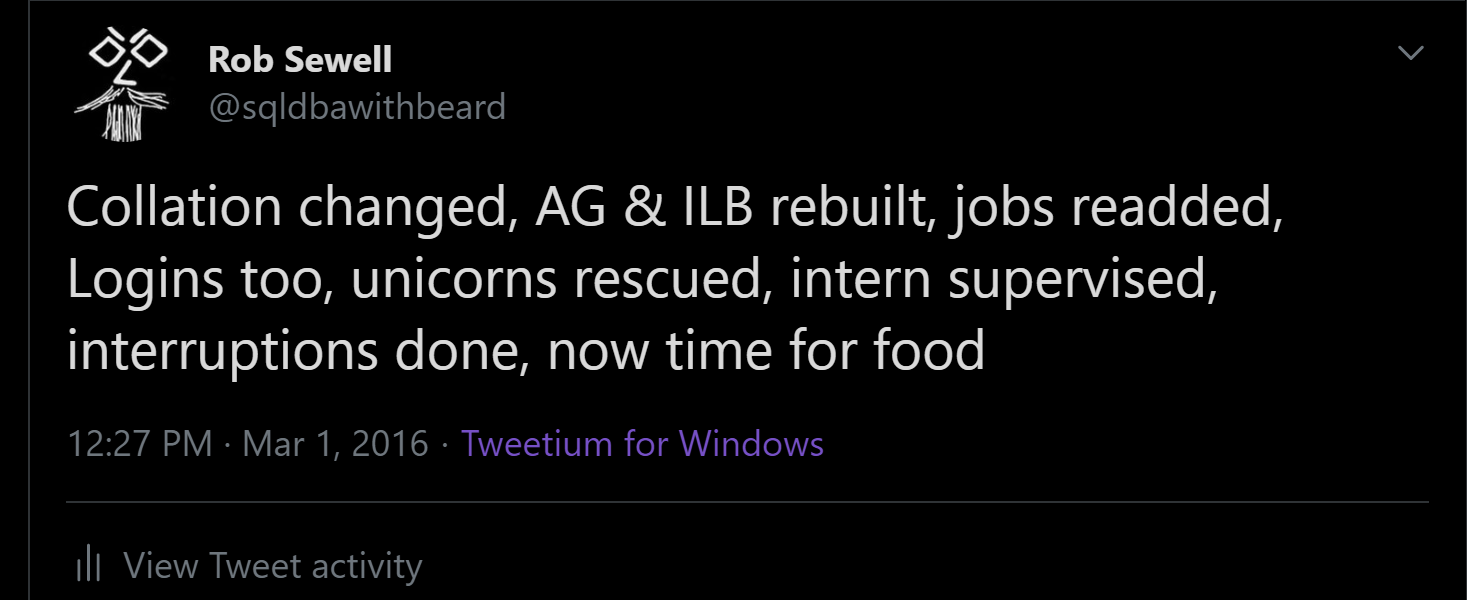 Rob Sewell
@sqldbawithbeard
Collation changed, AG & ILB rebuilt, jobs readded,
Logins too, unicorns rescued, intern supervised,
interruptions done, now time for food
12:27 PM · Mar 1, 2016 · Tweetium for Windows
View Tweet activity